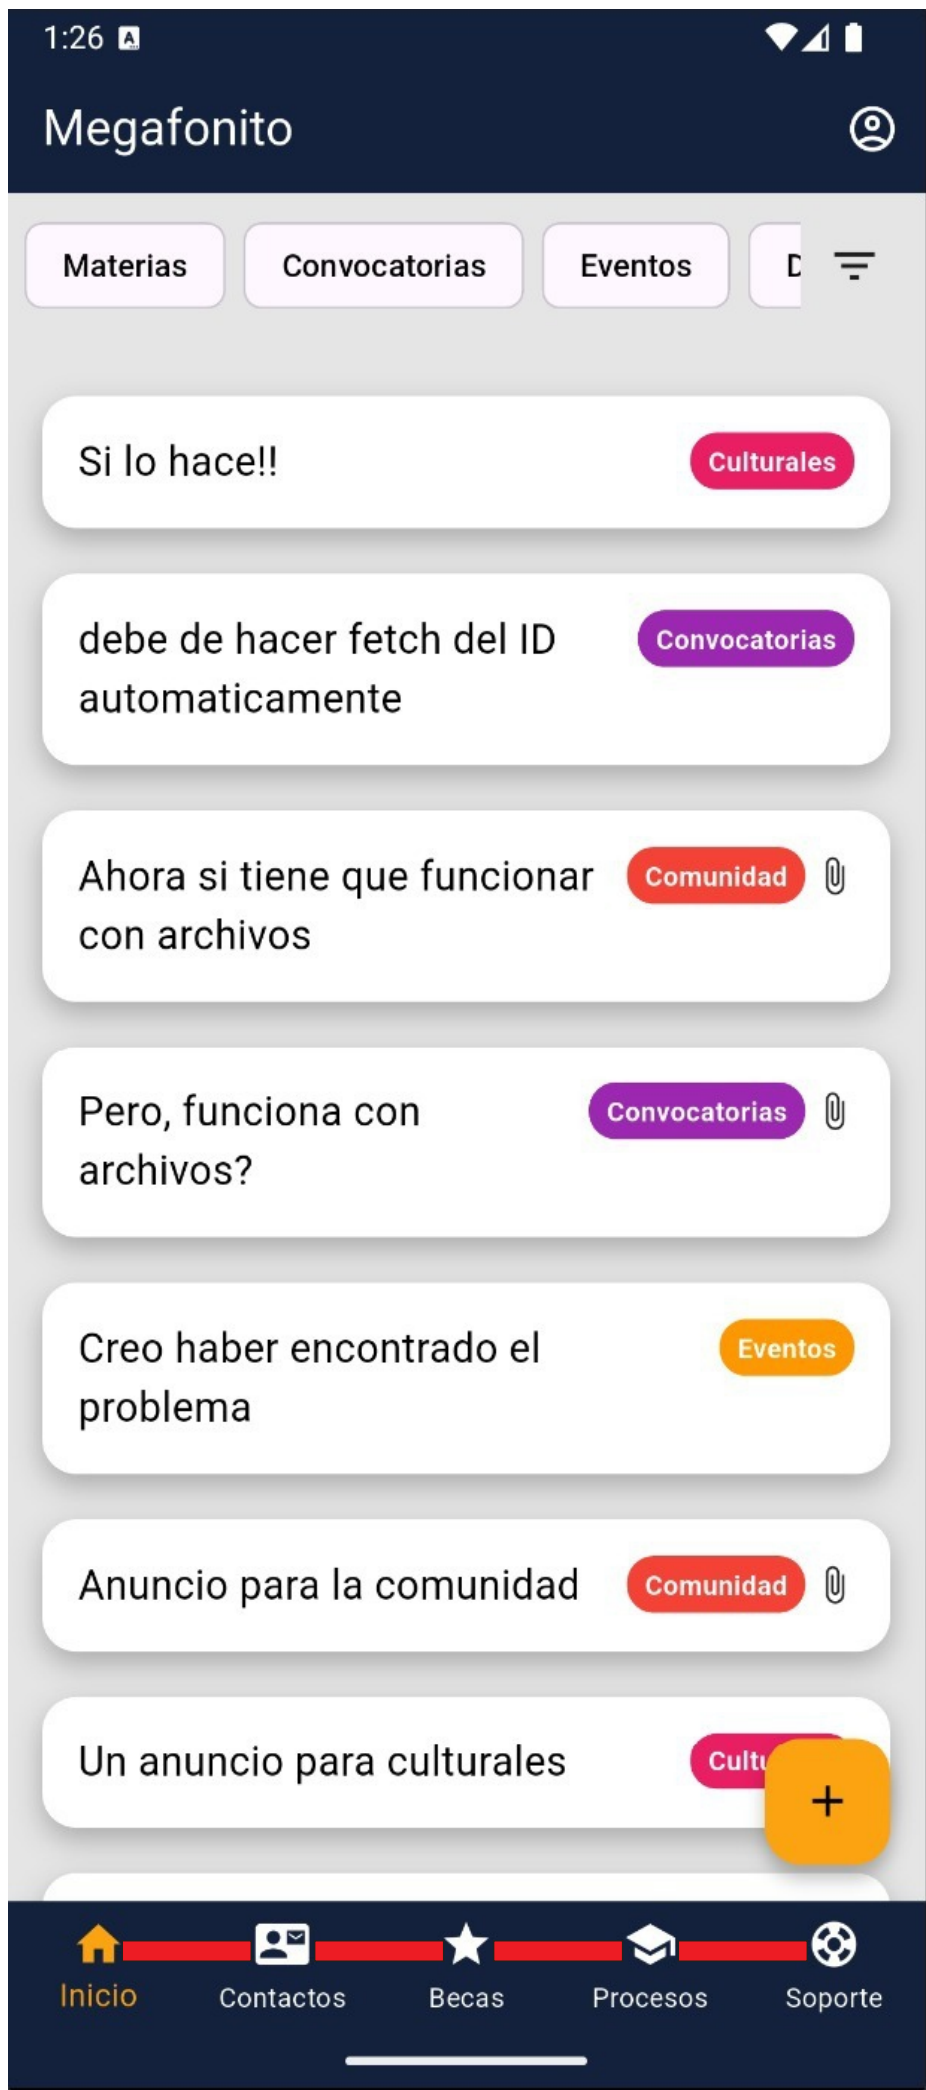 1:26
Megafonito
Materias Convocatorias Eventos D
Si lo hace!! Culturales
debe de hacer fetch del ID Convocatorias
automaticamente
Ahora si tiene que funcionar Comunidad
con archivos
Pero, funciona con Convocatorias
archivos?
Creo haber encontrado el Eventos
problema
Anuncio para la comunidad Comunidad
Un anuncio para culturales
Inicio Contactos Becas Procesos Soporte